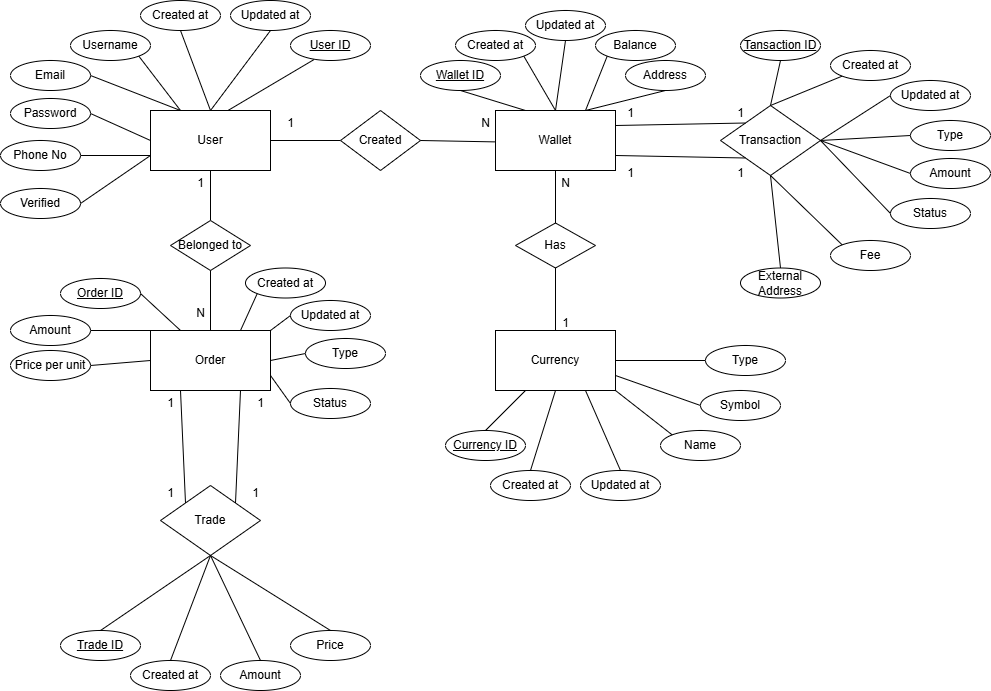 Created at
Updated at
Username
User ID
Email
Password
Phone No
Verified
User
1
Created
N
Updated at
Created at
Balance
Wallet ID
Address
Wallet
1
1
1
1
Tansaction ID
Created at
Updated at
Type
Amount
Status
Fee
External
Address
Transaction
1
Belonged to
N
N
Has
1
Order ID
Created at
Amount
Updated at
Price per unit
Type
Status
Order
Currency
Type
Symbol
Name
Currency ID
Created at
Updated at
1
1
1
1
Trade
Trade ID
Created at
Amount
Price